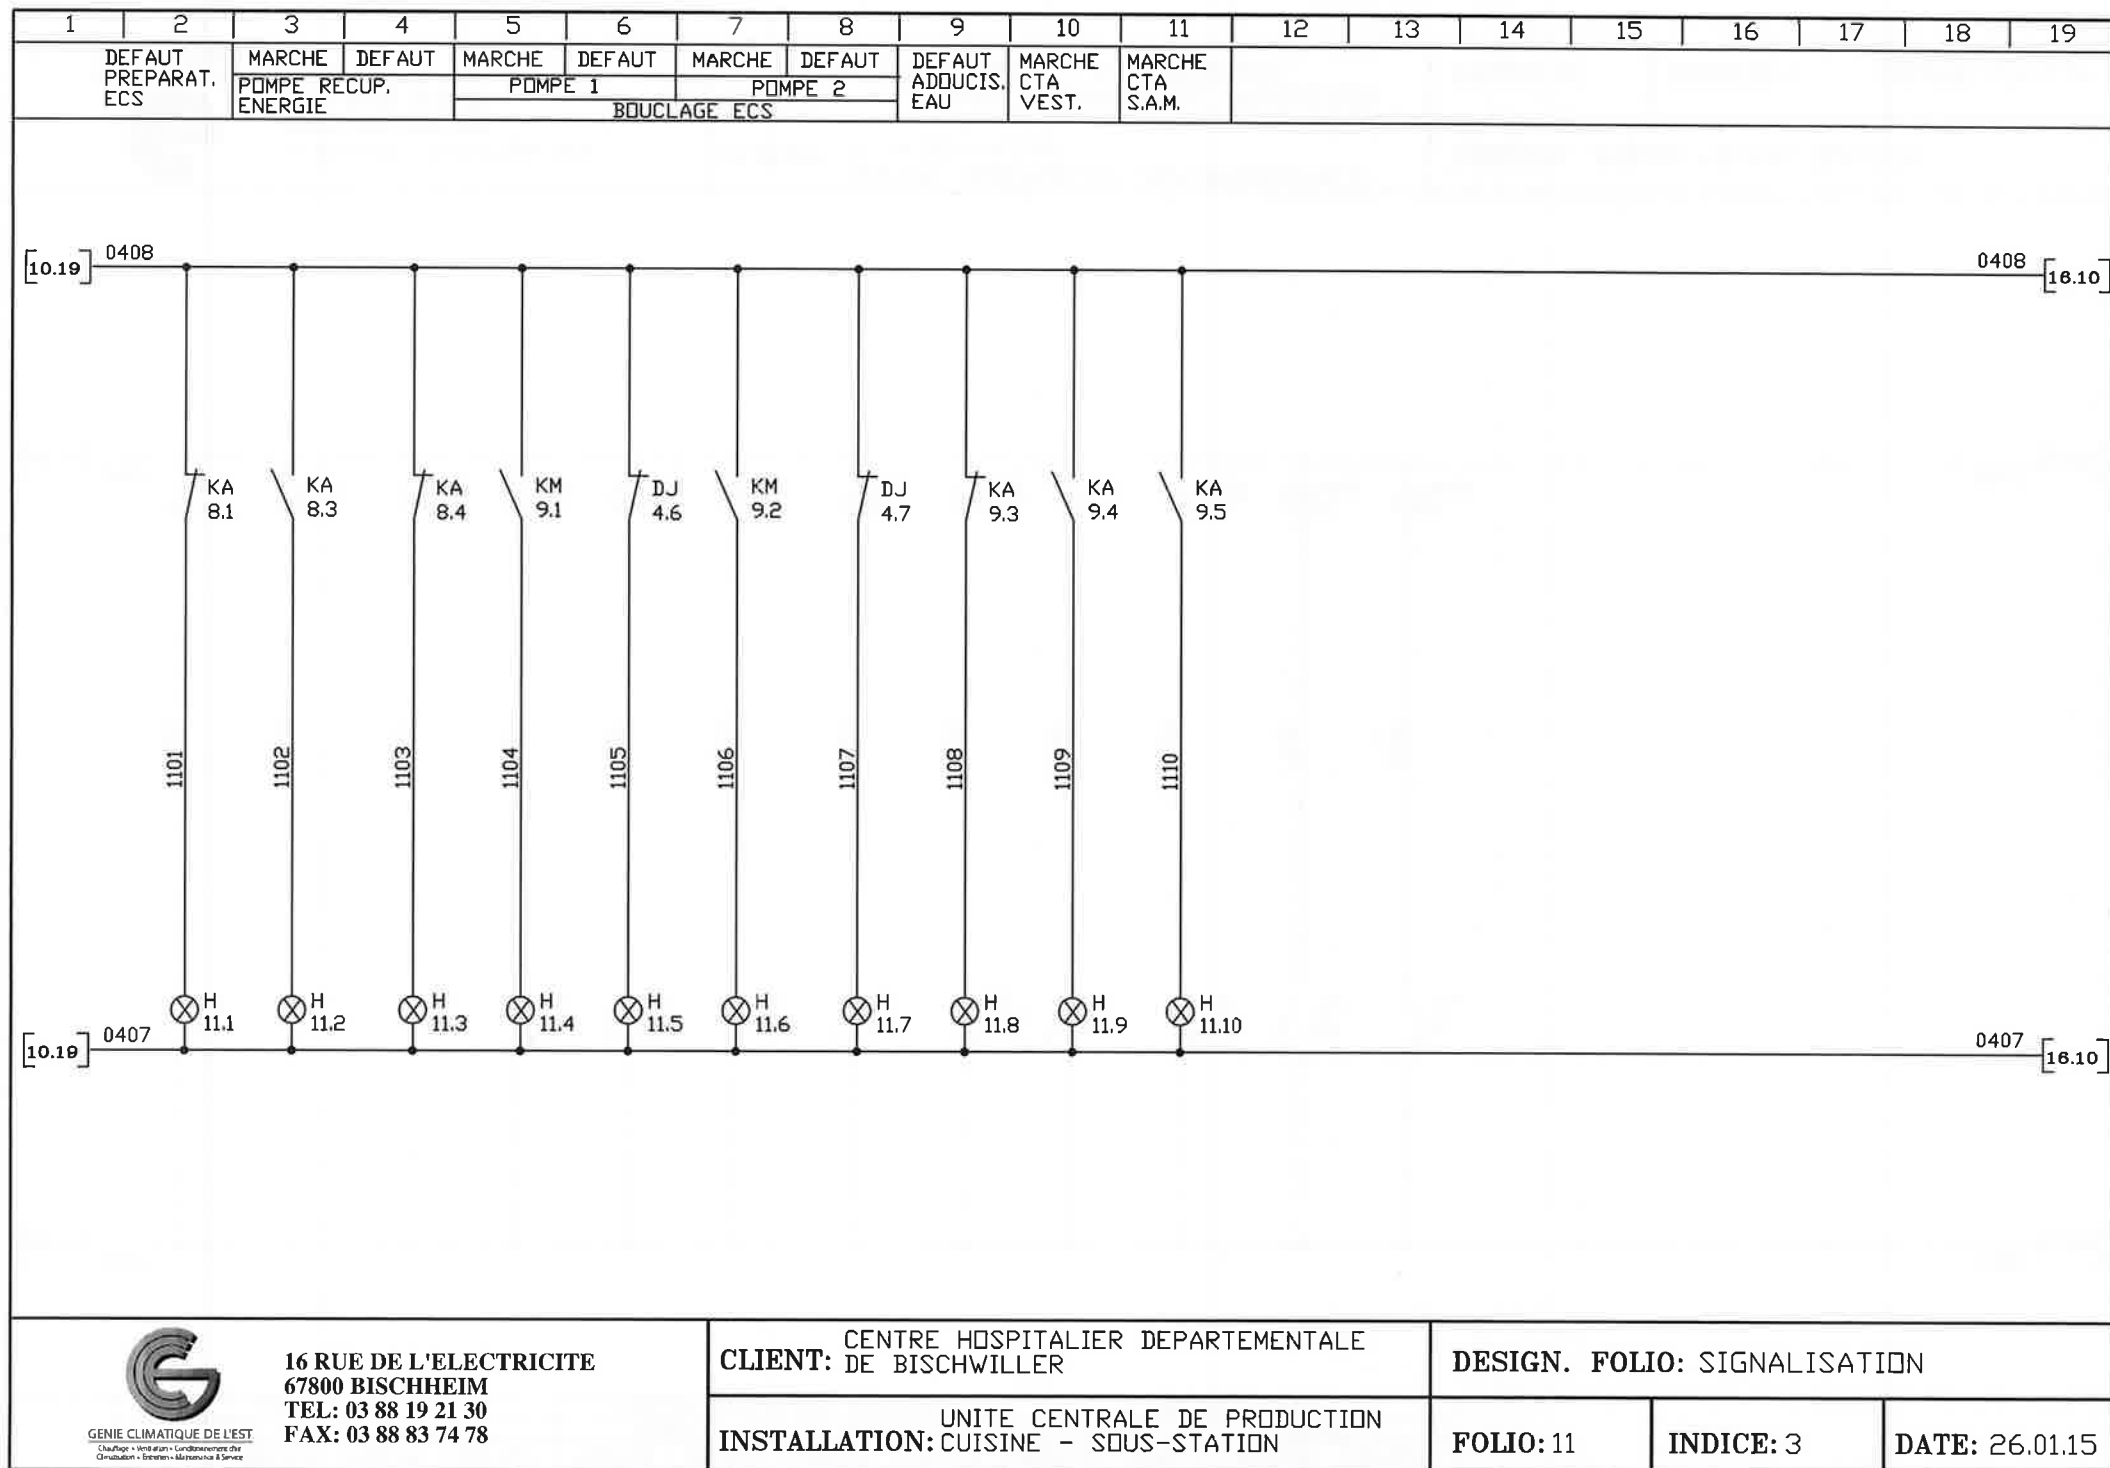 1 2 3 4 5 6 7 8 9 10 11 12 13 14 15 16 17 18 19
DEFAUT PREPARAT. ECS
MARCHE DEFAUT
POMPE RECUP. ENERGIE
MARCHE DEFAUT MARCHE DEFAUT
POMPE 1 POMPE 2
BOUCLAGE ECS
DEFAUT ADOUCIS. EAU
MARCHE CTA VEST.
MARCHE CTA S.A.M.
10.19 0408 0408 16.10
KA 8.1
KA 8.3
KA 8.4
KM 9.1
DJ 4.6
KM 9.2
DJ 4.7
KA 9.3
KA 9.4
KA 9.5
1101 1102 1103 1104 1105 1106 1107 1108 1109 1110
H 11.1
H 11.2
H 11.3
H 11.4
H 11.5
H 11.6
H 11.7
H 11.8
H 11.9
H 11.10
10.19 0407 0407 16.10
GENIE CLIMATIQUE DE L'EST
16 RUE DE L'ELECTRICITE
67800 BISCHHEIM
TEL: 03 88 19 21 30
FAX: 03 88 83 74 78
CLIENT: CENTRE HOSPITALIER DEPARTEMENTALE
DE BISCHWILLER
INSTALLATION: UNITE CENTRALE DE PRODUCTION
CUISINE - SOUS-STATION
DESIGN. FOLIO: SIGNALISATION
FOLIO: 11
INDICE: 3
DATE: 26.01.15